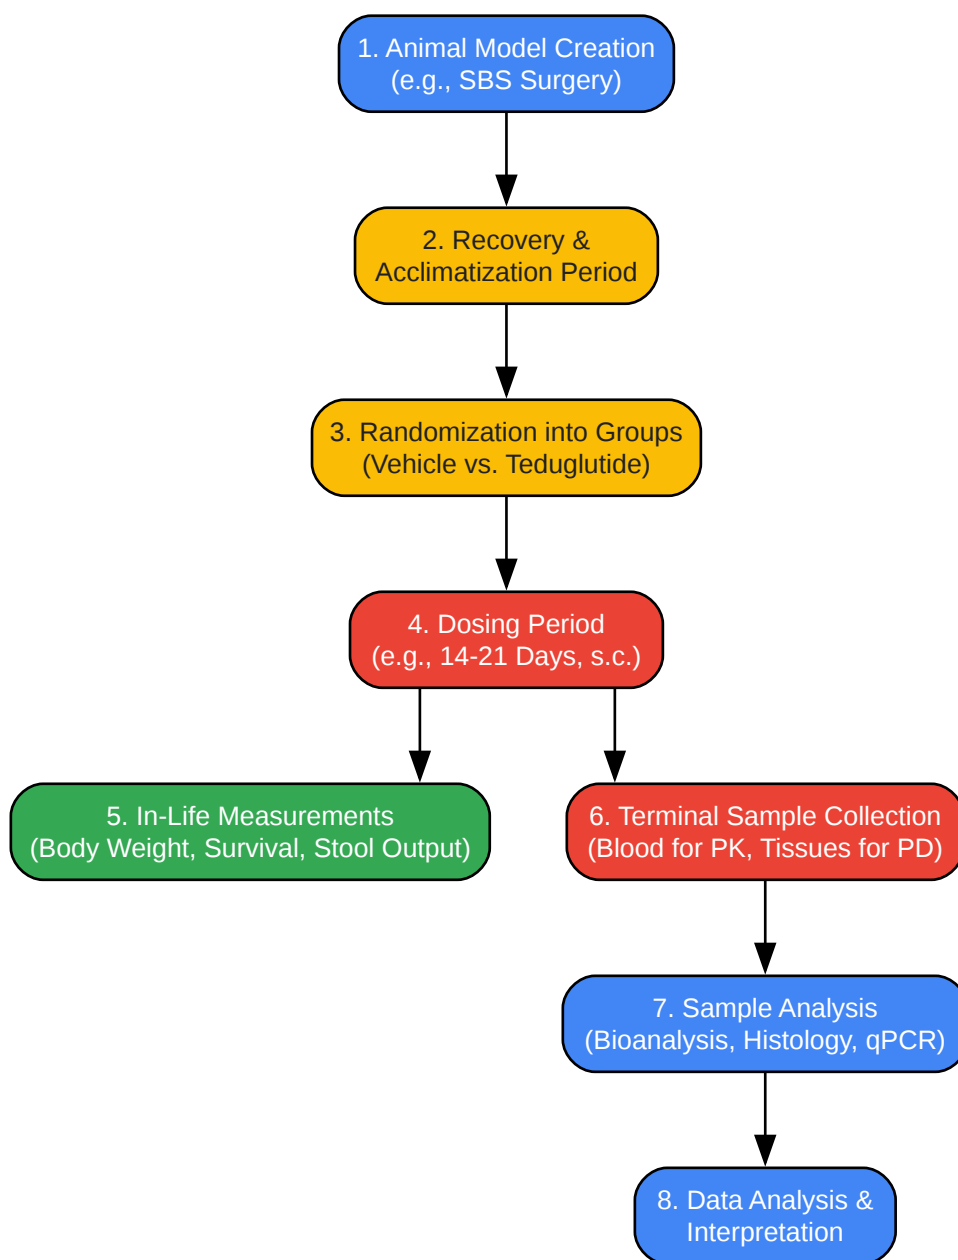 1. Animal Model Creation
(e.g., SBS Surgery)
2. Recovery &
Acclimatization Period
3. Randomization into Groups
(Vehicle vs. Teduglutide)
4. Dosing Period
(e.g., 14-21 Days, s.c.)
5. In-Life Measurements
(Body Weight, Survival, Stool Output)
6. Terminal Sample Collection
(Blood for PK, Tissues for PD)
7. Sample Analysis
(Bioanalysis, Histology, qPCR)
8. Data Analysis &
Interpretation